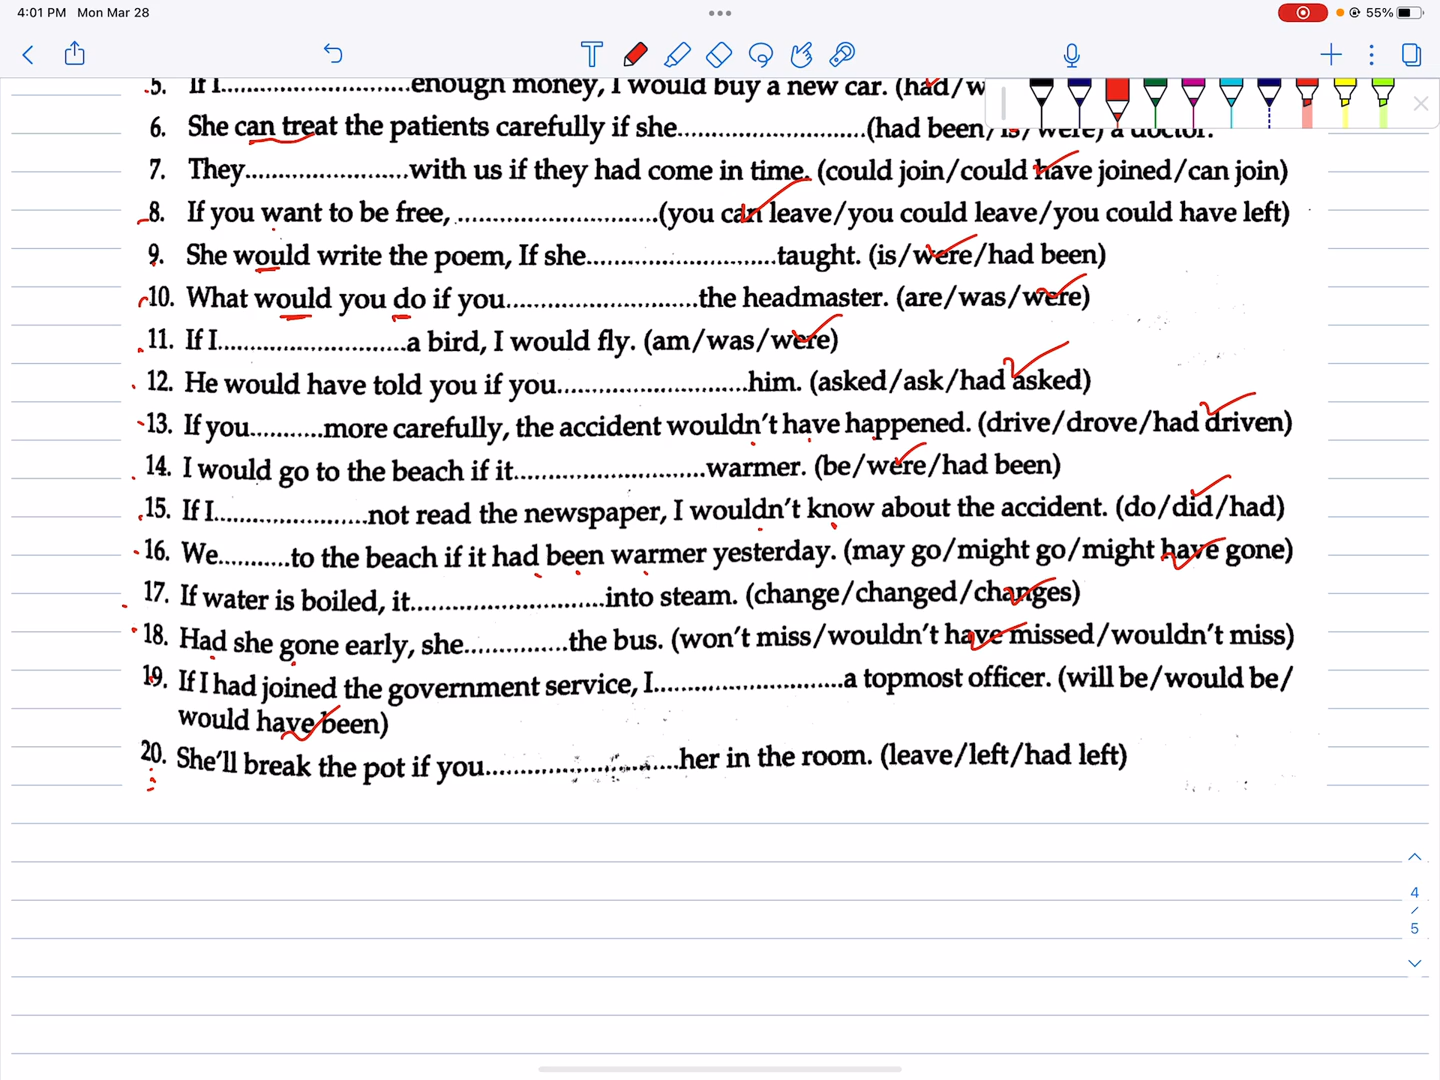 4:01 PM Mon Mar 28
55%
5. If I..............................enough money, I would buy a new car. (had/w
6. She can treat the patients carefully if she..............................(had been/is/were) a doctor.
7. They..........................with us if they had come in time. (could join/could have joined/can join)
8. If you want to be free,................................(you can leave/you could leave/you could have left)
9. She would write the poem, If she..............................taught. (is/were/had been)
10. What would you do if you..............................the headmaster. (are/was/were)
11. If I..............................a bird, I would fly. (am/was/were)
12. He would have told you if you..............................him. (asked/ask/had asked)
13. If you...........more carefully, the accident wouldn't have happened. (drive/drove/had driven)
14. I would go to the beach if it..............................warmer. (be/were/had been)
15. If I........................not read the newspaper, I wouldn't know about the accident. (do/did/had)
16. We...........to the beach if it had been warmer yesterday. (may go/might go/might have gone)
17. If water is boiled, it..............................into steam. (change/changed/changes)
18. Had she gone early, she................the bus. (won't miss/wouldn't have missed/wouldn't miss)
19. If I had joined the government service, I..............................a topmost officer. (will be/would be/
would have been)
20. She'll break the pot if you..............................her in the room. (leave/left/had left)
4
/
5